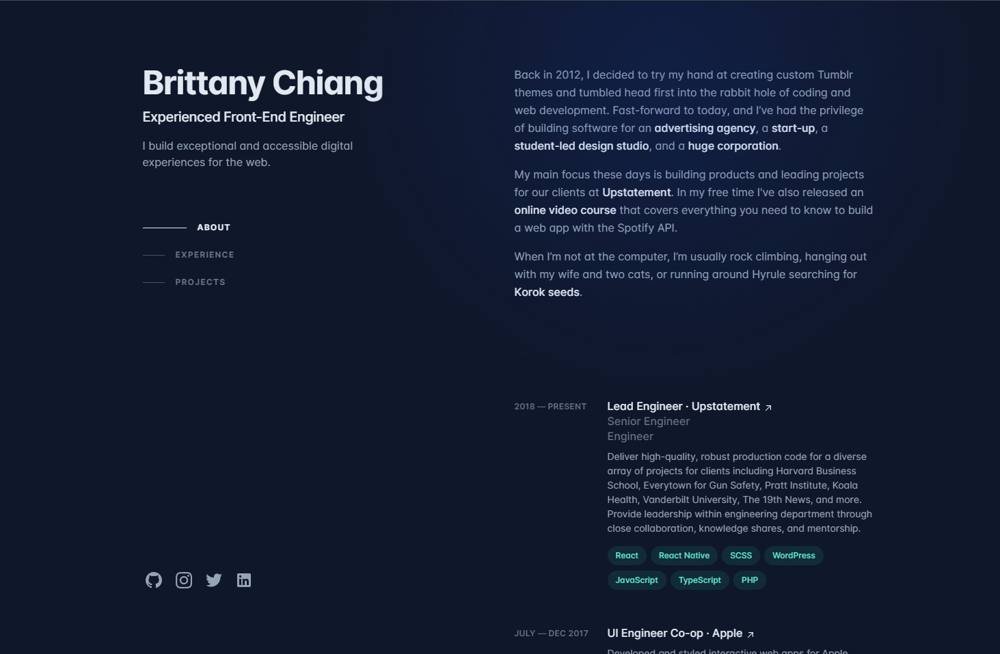 Brittany Chiang
Experienced Front-End Engineer
I build exceptional and accessible digital
experiences for the web.
ABOUT
EXPERIENCE
PROJECTS
Back in 2012, I decided to try my hand at creating custom Tumblr
themes and tumbled head first into the rabbit hole of coding and
web development. Fast-forward to today, and I’ve had the privilege
of building software for an advertising agency, a start-up, a
student-led design studio, and a huge corporation.
My main focus these days is building products and leading projects
for our clients at Upstatement. In my free time I've also released an
online video course that covers everything you need to know to build
a web app with the Spotify API.
When I’m not at the computer, I’m usually rock climbing, hanging out
with my wife and two cats, or running around Hyrule searching for
Korok seeds.
2018 — PRESENT
Lead Engineer · Upstatement
Senior Engineer
Engineer
Deliver high-quality, robust production code for a diverse
array of projects for clients including Harvard Business
School, Everytown for Gun Safety, Pratt Institute, Koala
Health, Vanderbilt University, The 19th News, and more.
Provide leadership within engineering department through
close collaboration, knowledge shares, and mentorship.
React React Native SCSS WordPress
JavaScript TypeScript PHP
JULY — DEC 2017
UI Engineer Co-op · Apple
Developed and styled interactive web apps for Apple